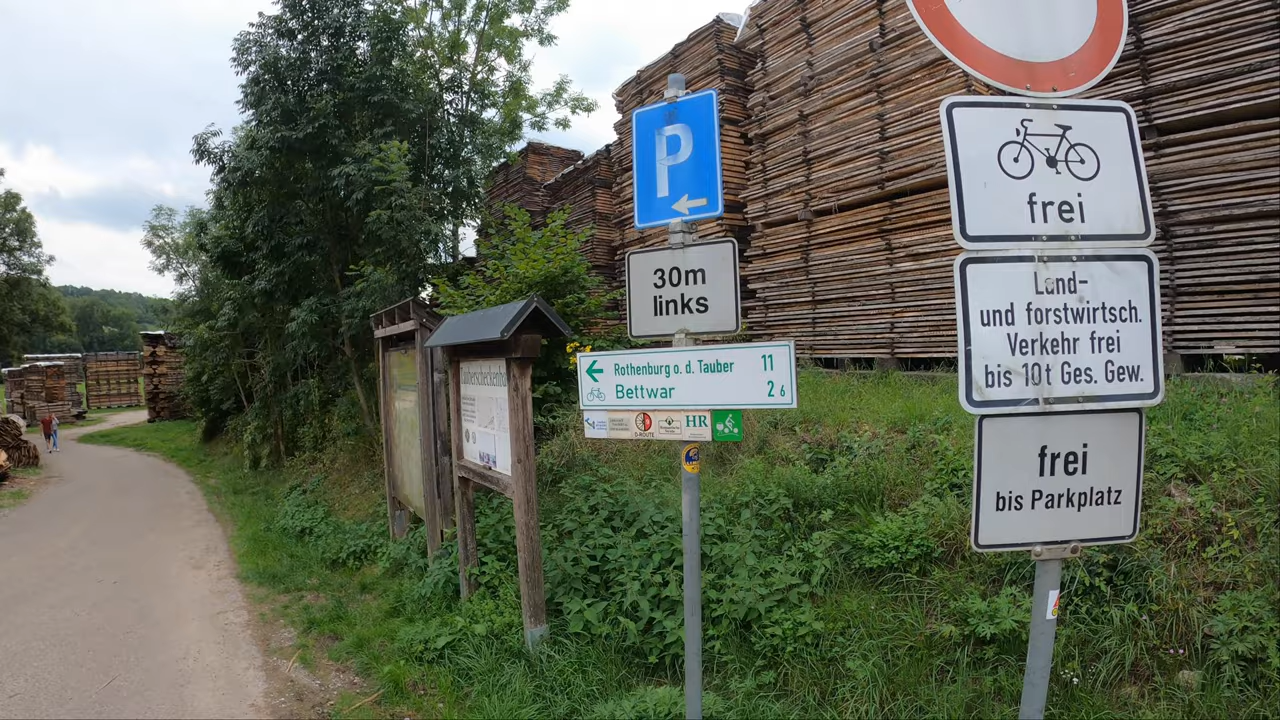 P
30m
links
Rothenburg o. d. Tauber 11
Bettwar 2,6
D-ROUTE
HR
frei
Land-
und forstwirtsch.
Verkehr frei
bis 10t Ges. Gew.
frei
bis Parkplatz